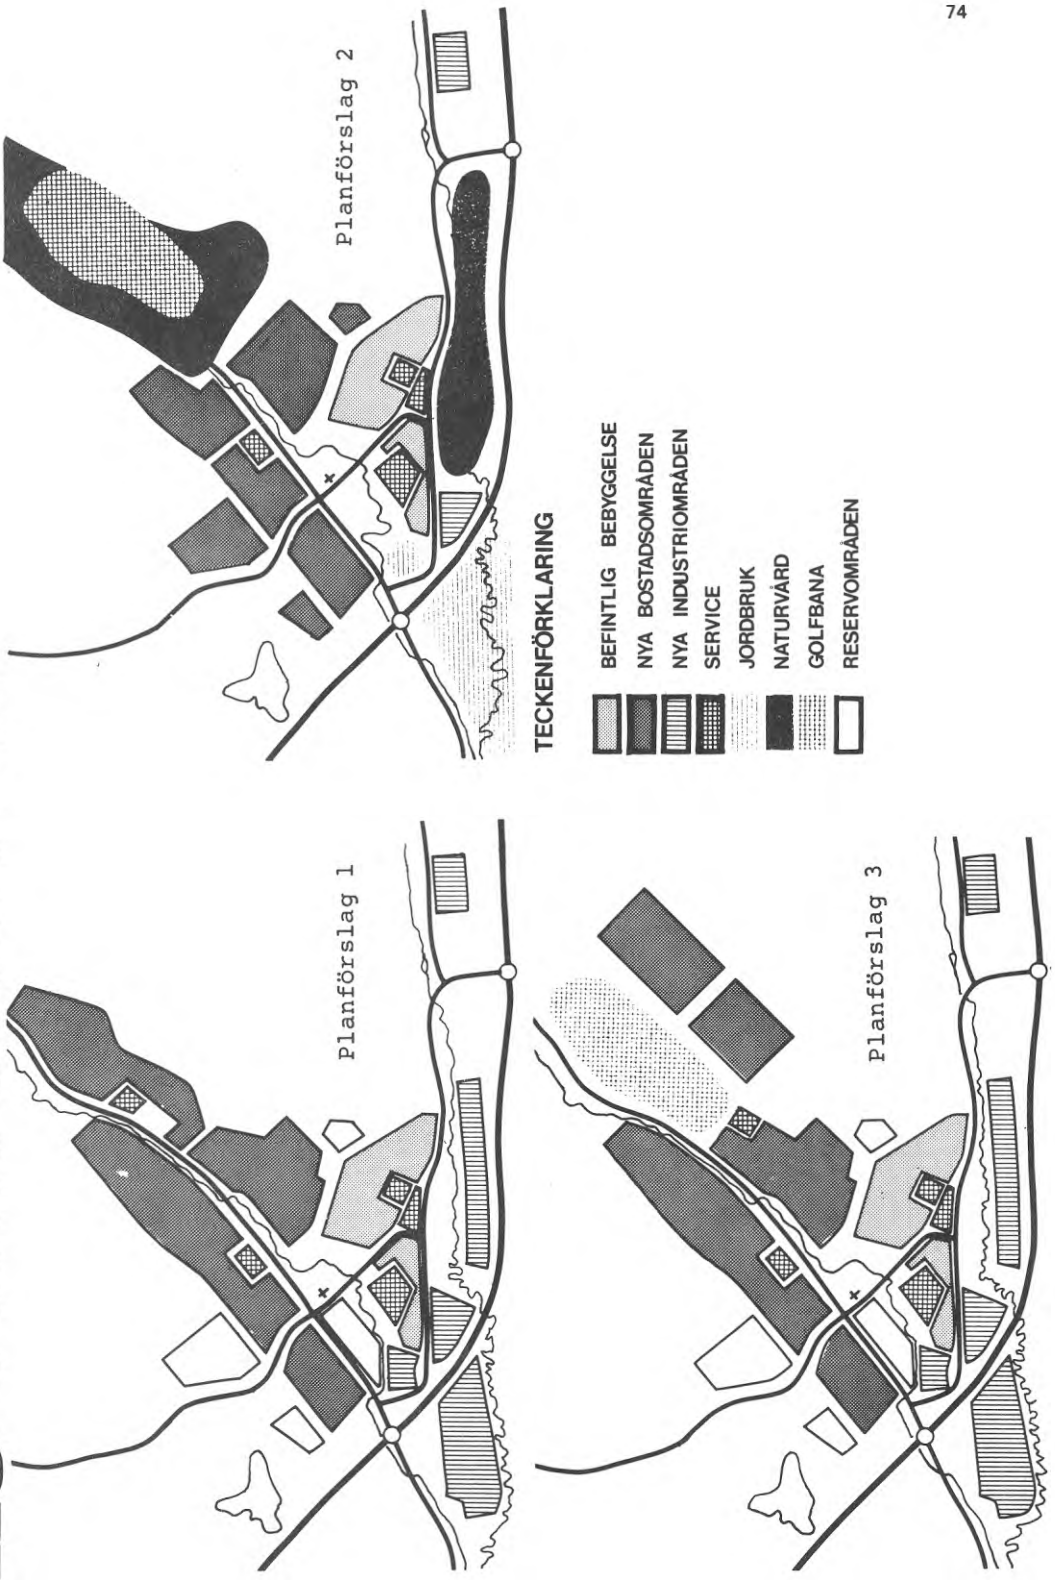 74
Planförslag 1
Planförslag 2
Planförslag 3
TECKENFÖRKLARING
BEFINTLIG BEBYGGELSE
NYA BOSTADSOMRÅDEN
NYA INDUSTRIOMRÅDEN
SERVICE
JORDBRUK
NATURVÅRD
GOLFBANA
RESERVOMRÅDEN